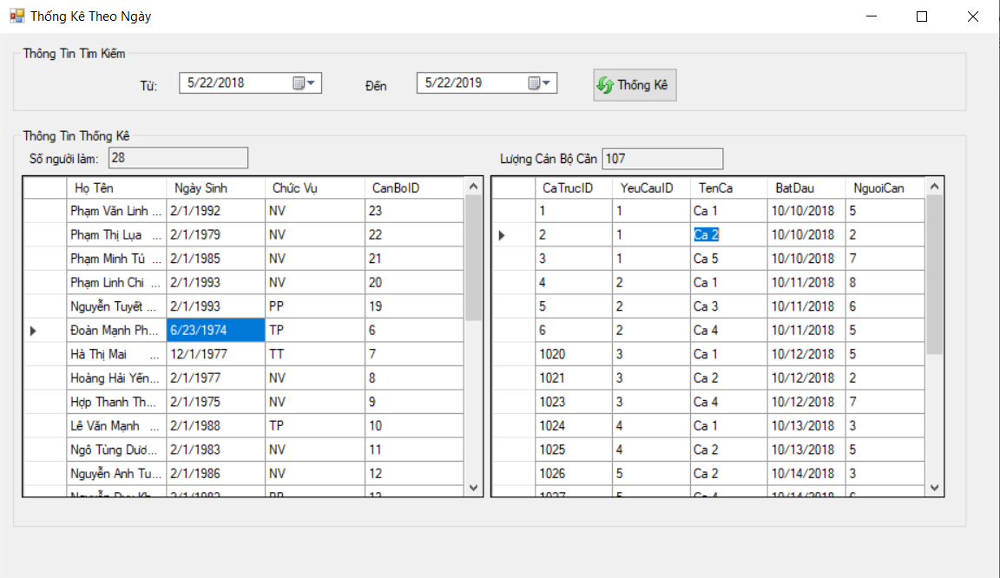 Thống Kê Theo Ngày
Thông Tin Tìm Kiếm
Từ: 5/22/2018 Đến 5/22/2019 Thống Kê
Thông Tin Thống Kê
Số người làm: 28
Lượng Cán Bộ Cần 107
Họ Tên Ngày Sinh Chức Vụ CanBoID
Phạm Văn Linh ... 2/1/1992 NV 23
Phạm Thị Lụa ... 2/1/1979 NV 22
Phạm Minh Tú ... 2/1/1985 NV 21
Phạm Linh Chi ... 2/1/1993 NV 20
Nguyễn Tuyết ... 2/1/1993 PP 19
Đoàn Mạnh Ph... 6/23/1974 TP 6
Hà Thị Mai ... 12/1/1977 TT 7
Hoàng Hải Yến... 2/1/1977 NV 8
Hợp Thanh Th... 2/1/1975 NV 9
Lê Văn Mạnh ... 2/1/1988 TP 10
Ngô Tùng Dươ... 2/1/1983 NV 11
Nguyễn Anh Tu... 2/1/1986 NV 12
CaTrucID YeuCauID TenCa BatDau NguoiCan
1 1 Ca 1 10/10/2018 5
2 1 Ca 2 10/10/2018 2
3 1 Ca 5 10/10/2018 7
4 2 Ca 1 10/11/2018 8
5 2 Ca 3 10/11/2018 6
6 2 Ca 4 10/11/2018 5
1020 3 Ca 1 10/12/2018 5
1021 3 Ca 2 10/12/2018 2
1023 3 Ca 4 10/12/2018 7
1024 4 Ca 1 10/13/2018 3
1025 4 Ca 2 10/13/2018 5
1026 5 Ca 2 10/14/2018 3